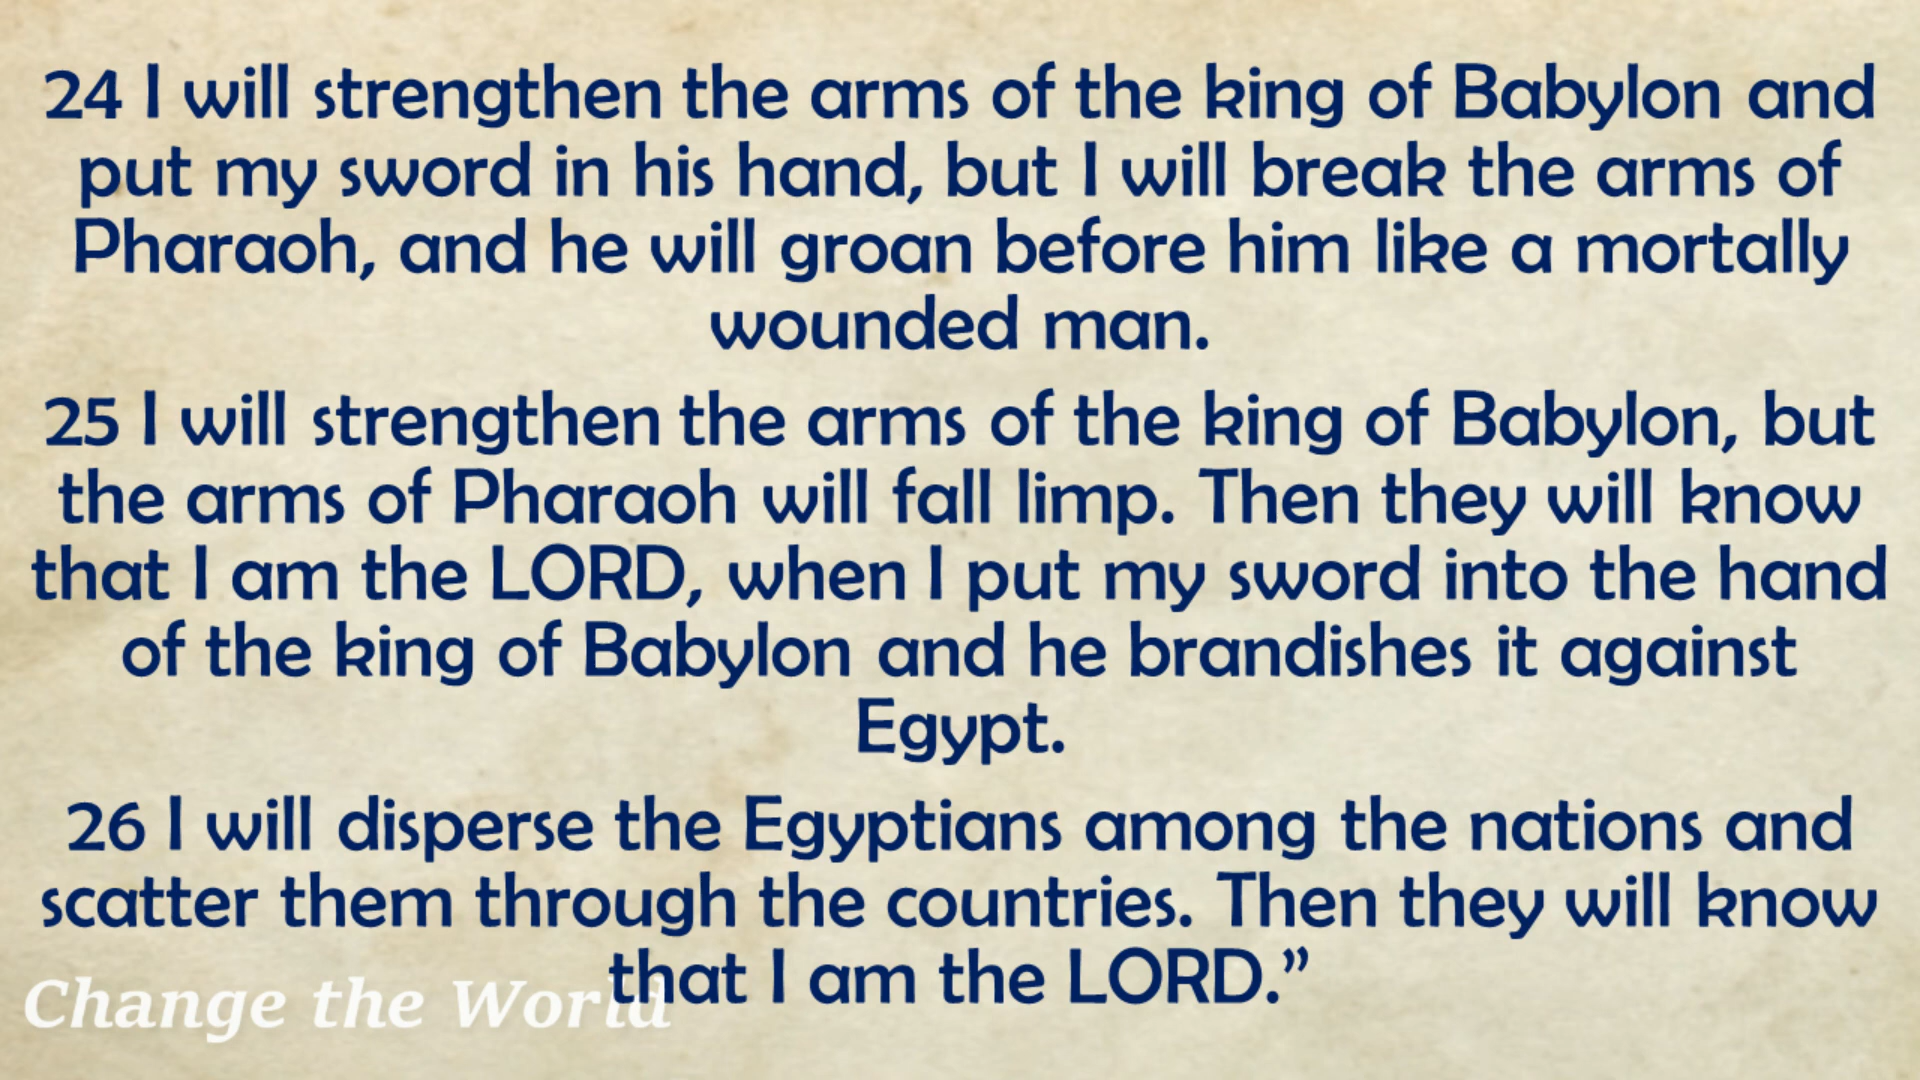 24 I will strengthen the arms of the king of Babylon and
put my sword in his hand, but I will break the arms of
Pharaoh, and he will groan before him like a mortally
wounded man.
25 I will strengthen the arms of the king of Babylon, but
the arms of Pharaoh will fall limp. Then they will know
that I am the LORD, when I put my sword into the hand
of the king of Babylon and he brandishes it against
Egypt.
26 I will disperse the Egyptians among the nations and
scatter them through the countries. Then they will know
that I am the LORD.”
Change the World